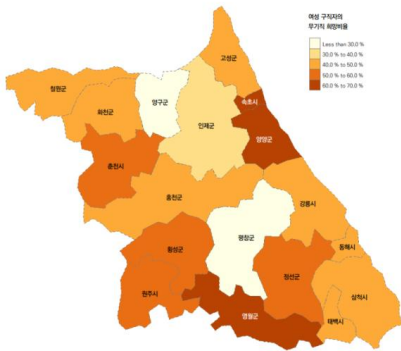 여성 구직자의
무기직 희망비율
Less than 30.0 %
30.0 % to 40.0 %
40.0 % to 50.0 %
50.0 % to 60.0 %
60.0 % to 70.0 %
고성군
철원군
화천군
양구군
속초시
인제군
양양군
춘천시
홍천군
강릉시
평창군
동해시
횡성군
정선군
원주시
삼척시
영월군
태백시